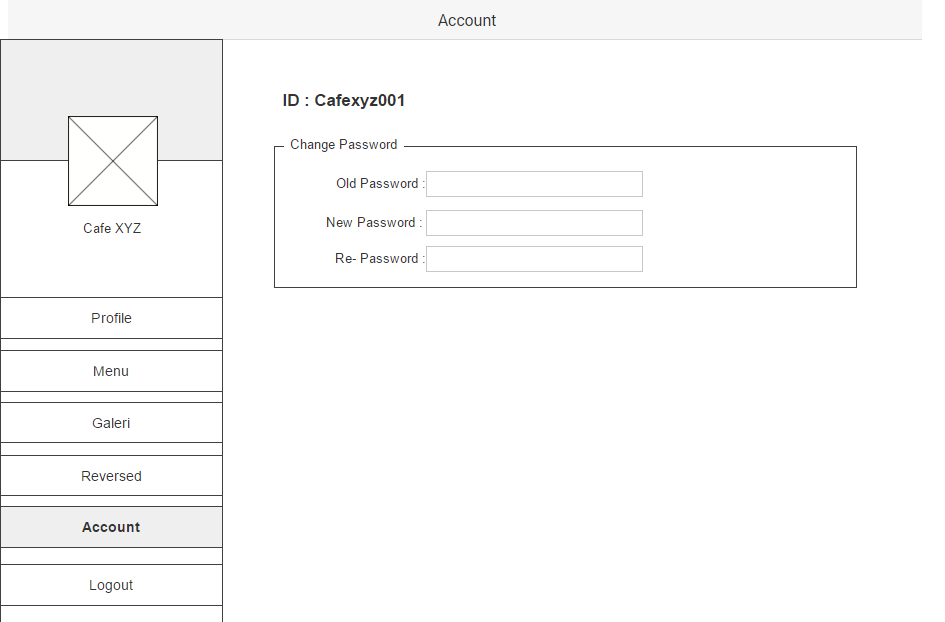 Account
Cafe XYZ
Profile
Menu
Galeri
Reversed
Account
Logout
ID : Cafexyz001
Change Password
Old Password :
New Password :
Re- Password :